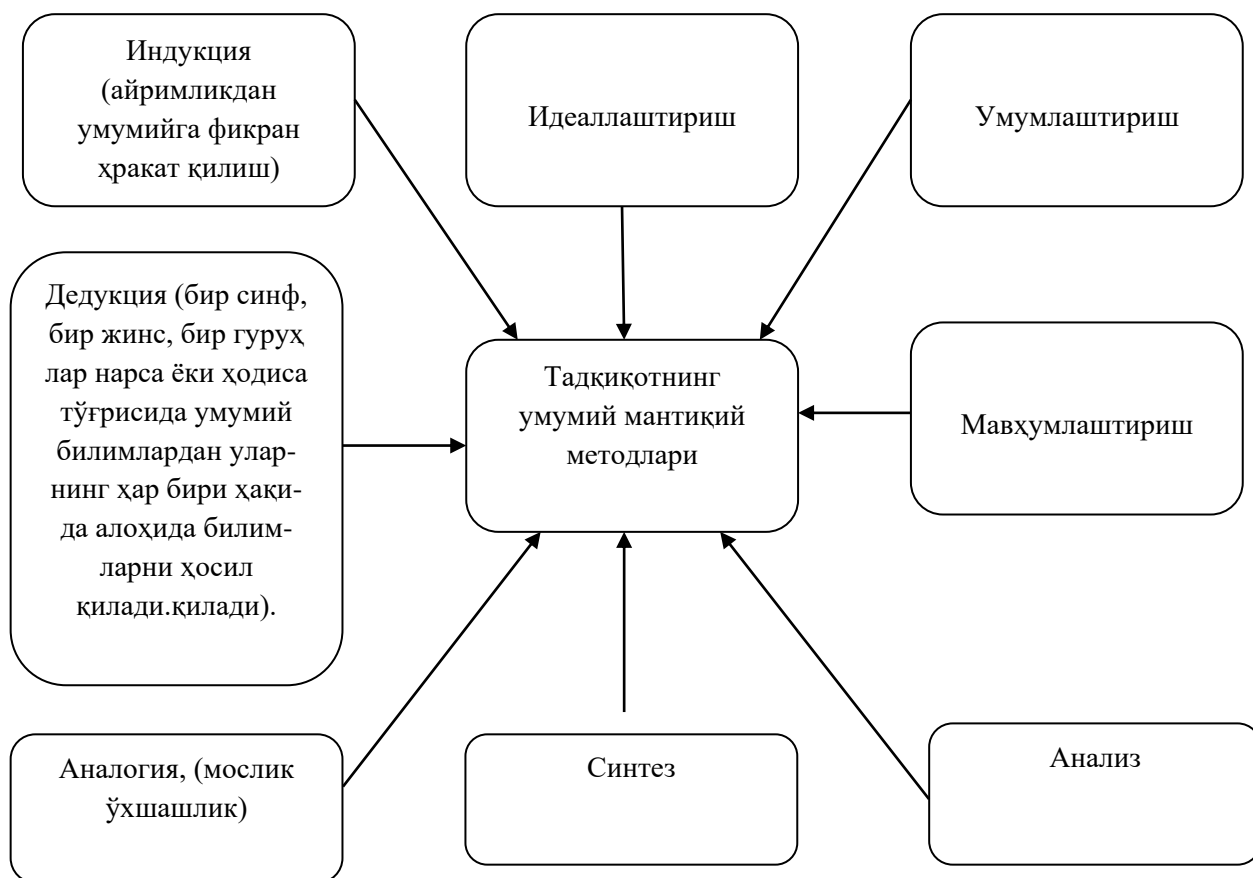 Индукция
(айримликдан
умумийга фикран
ҳракат қилиш)
Идеаллаштириш
Умумлаштириш
Дедукция (бир синф,
бир жинс, бир гуруҳ
лар нарса ёки ҳодиса
тўғрисида умумий
билимлардан улар-
нинг ҳар бири ҳақи-
да алоҳида билим-
ларни ҳосил
қилади.қилади).
Тадқиқотнинг
умумий мантиқий
методлари
Мавҳумлаштириш
Аналогия, (мослик
ўхшашлик)
Синтез
Анализ